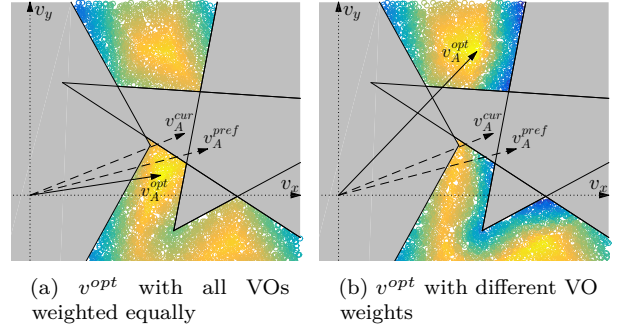 v_y
v_A^{cur}
v_A^{pref}
v_A^{opt}
v_x
v_y
v_A^{opt}
v_A^{cur}
v_A^{pref}
v_x
(a) v^{opt} with all VOs
weighted equally
(b) v^{opt} with different VO
weights